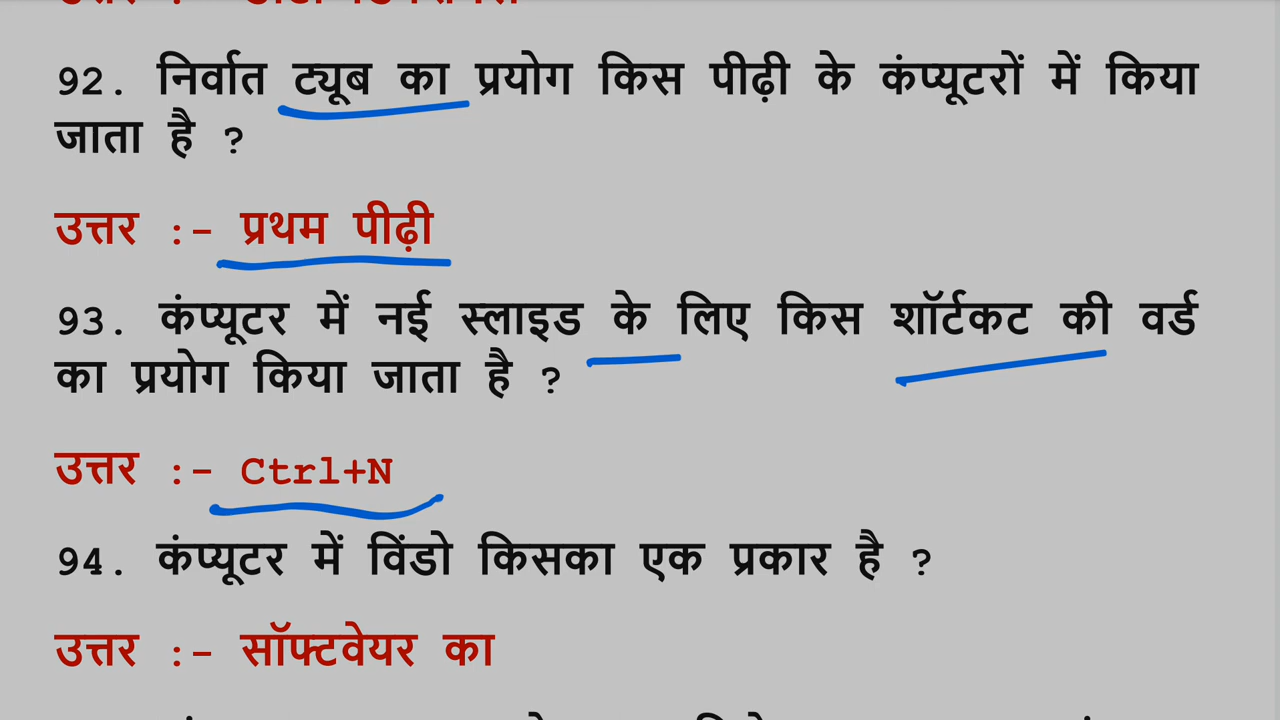 92. निर्वात ट्यूब का प्रयोग किस पीढ़ी के कंप्यूटरों में किया
जाता है ?
उत्तर :- प्रथम पीढ़ी
93. कंप्यूटर में नई स्लाइड के लिए किस शॉर्टकट की वर्ड
का प्रयोग किया जाता है ?
उत्तर :- Ctrl+N
94. कंप्यूटर में विंडो किसका एक प्रकार है ?
उत्तर :- सॉफ्टवेयर का